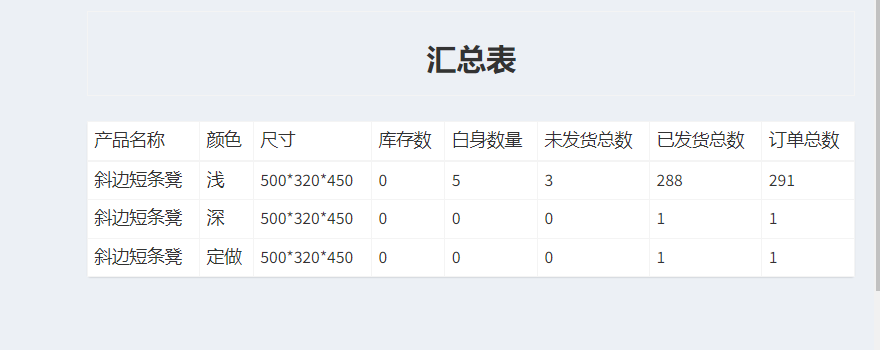 汇总表
产品名称 颜色 尺寸 库存数 白身数量 未发货总数 已发货总数 订单总数
斜边短条凳 浅 500*320*450 0 5 3 288 291
斜边短条凳 深 500*320*450 0 0 0 1 1
斜边短条凳 定做 500*320*450 0 0 0 1 1